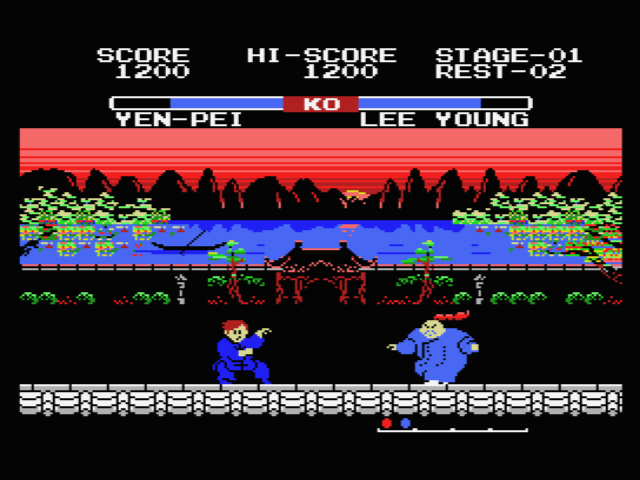 SCORE HI-SCORE STAGE-01
1200 1200 REST-02
KO
YEN-PEI LEE YOUNG